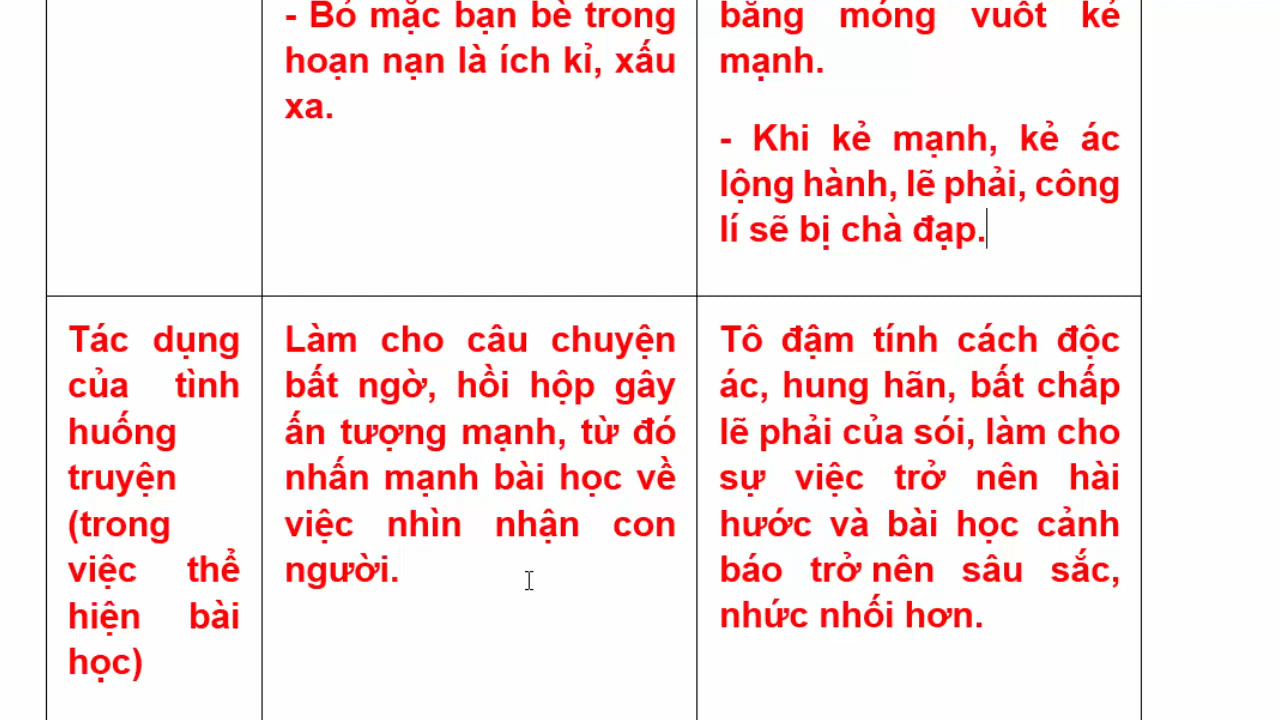 - Bỏ mặc bạn bè trong
hoạn nạn là ích kỉ, xấu
xa.
bằng móng vuốt kẻ
mạnh.
- Khi kẻ mạnh, kẻ ác
lộng hành, lẽ phải, công
lí sẽ bị chà đạp.
Tác dụng
của tình
huống
truyện
(trong
việc thể
hiện bài
học)
Làm cho câu chuyện
bất ngờ, hồi hộp gây
ấn tượng mạnh, từ đó
nhấn mạnh bài học về
việc nhìn nhận con
người.
Tô đậm tính cách độc
ác, hung hãn, bất chấp
lẽ phải của sói, làm cho
sự việc trở nên hài
hước và bài học cảnh
báo trở nên sâu sắc,
nhức nhối hơn.